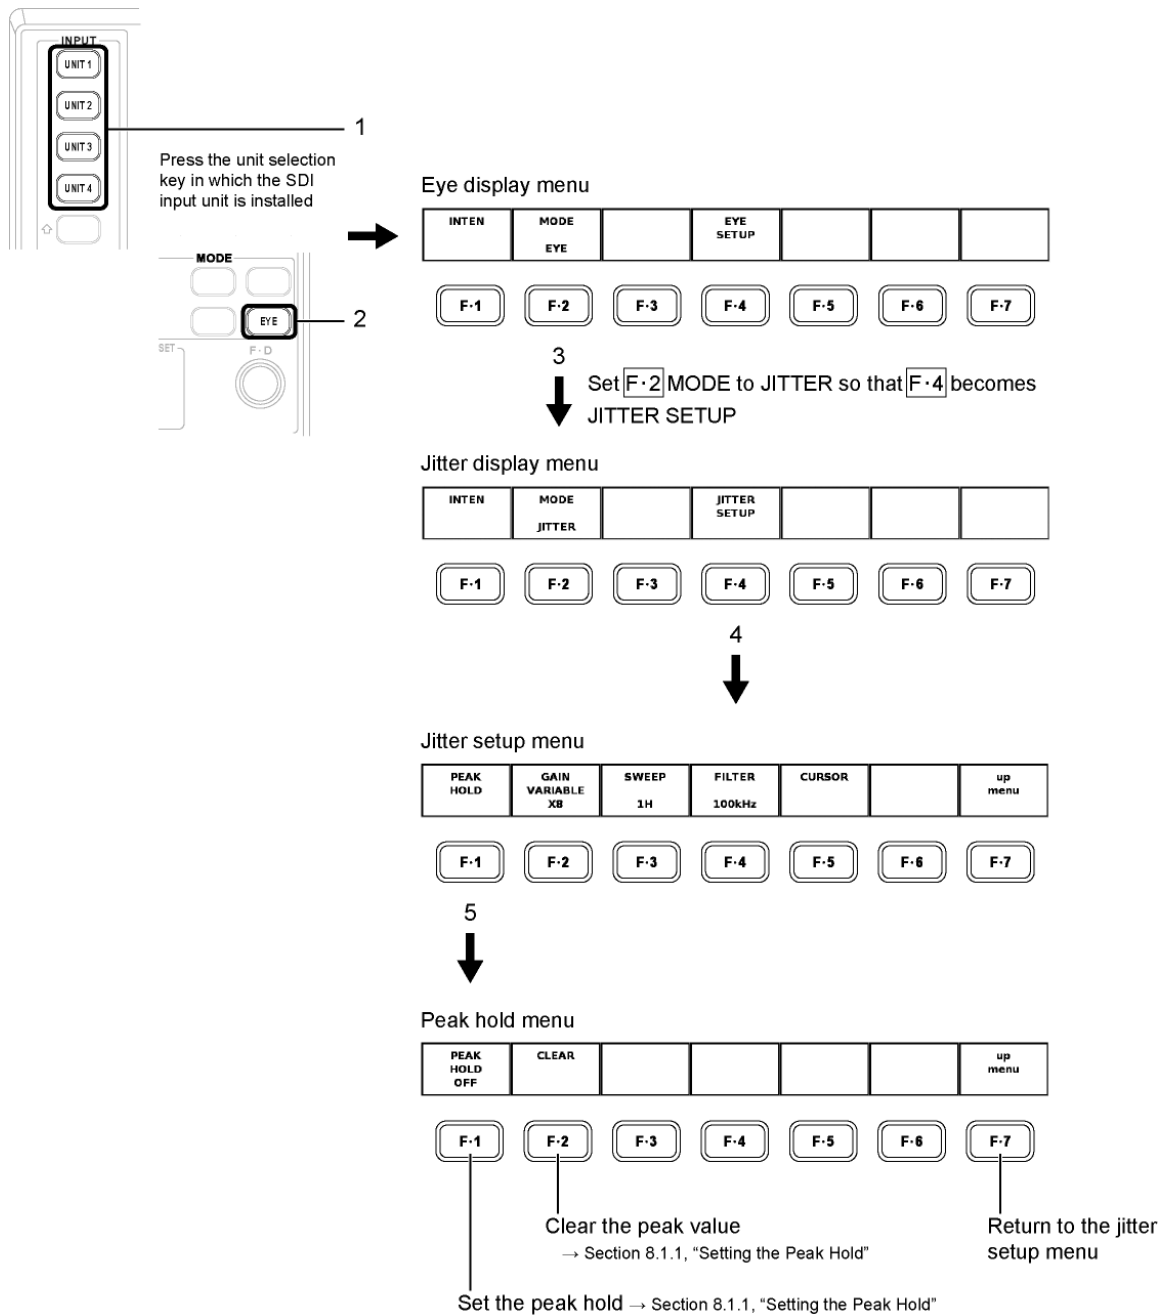 INPUT
UNIT 1
UNIT 2
UNIT 3
UNIT 4
1
Press the unit selection
key in which the SDI
input unit is installed
MODE
EYE
2
SET
F·D
Eye display menu
INTEN MODE EYE
EYE SETUP
F·1 F·2 F·3 F·4 F·5 F·6 F·7
3
Set F·2 MODE to JITTER so that F·4 becomes
JITTER SETUP
Jitter display menu
INTEN MODE JITTER
JITTER SETUP
F·1 F·2 F·3 F·4 F·5 F·6 F·7
4
Jitter setup menu
PEAK GAIN SWEEP FILTER CURSOR up
HOLD VARIABLE menu
X8 1H 100kHz
F·1 F·2 F·3 F·4 F·5 F·6 F·7
5
Peak hold menu
PEAK CLEAR up
HOLD menu
OFF
F·1 F·2 F·3 F·4 F·5 F·6 F·7
Clear the peak value
→ Section 8.1.1, “Setting the Peak Hold”
Return to the jitter
setup menu
Set the peak hold → Section 8.1.1, “Setting the Peak Hold”